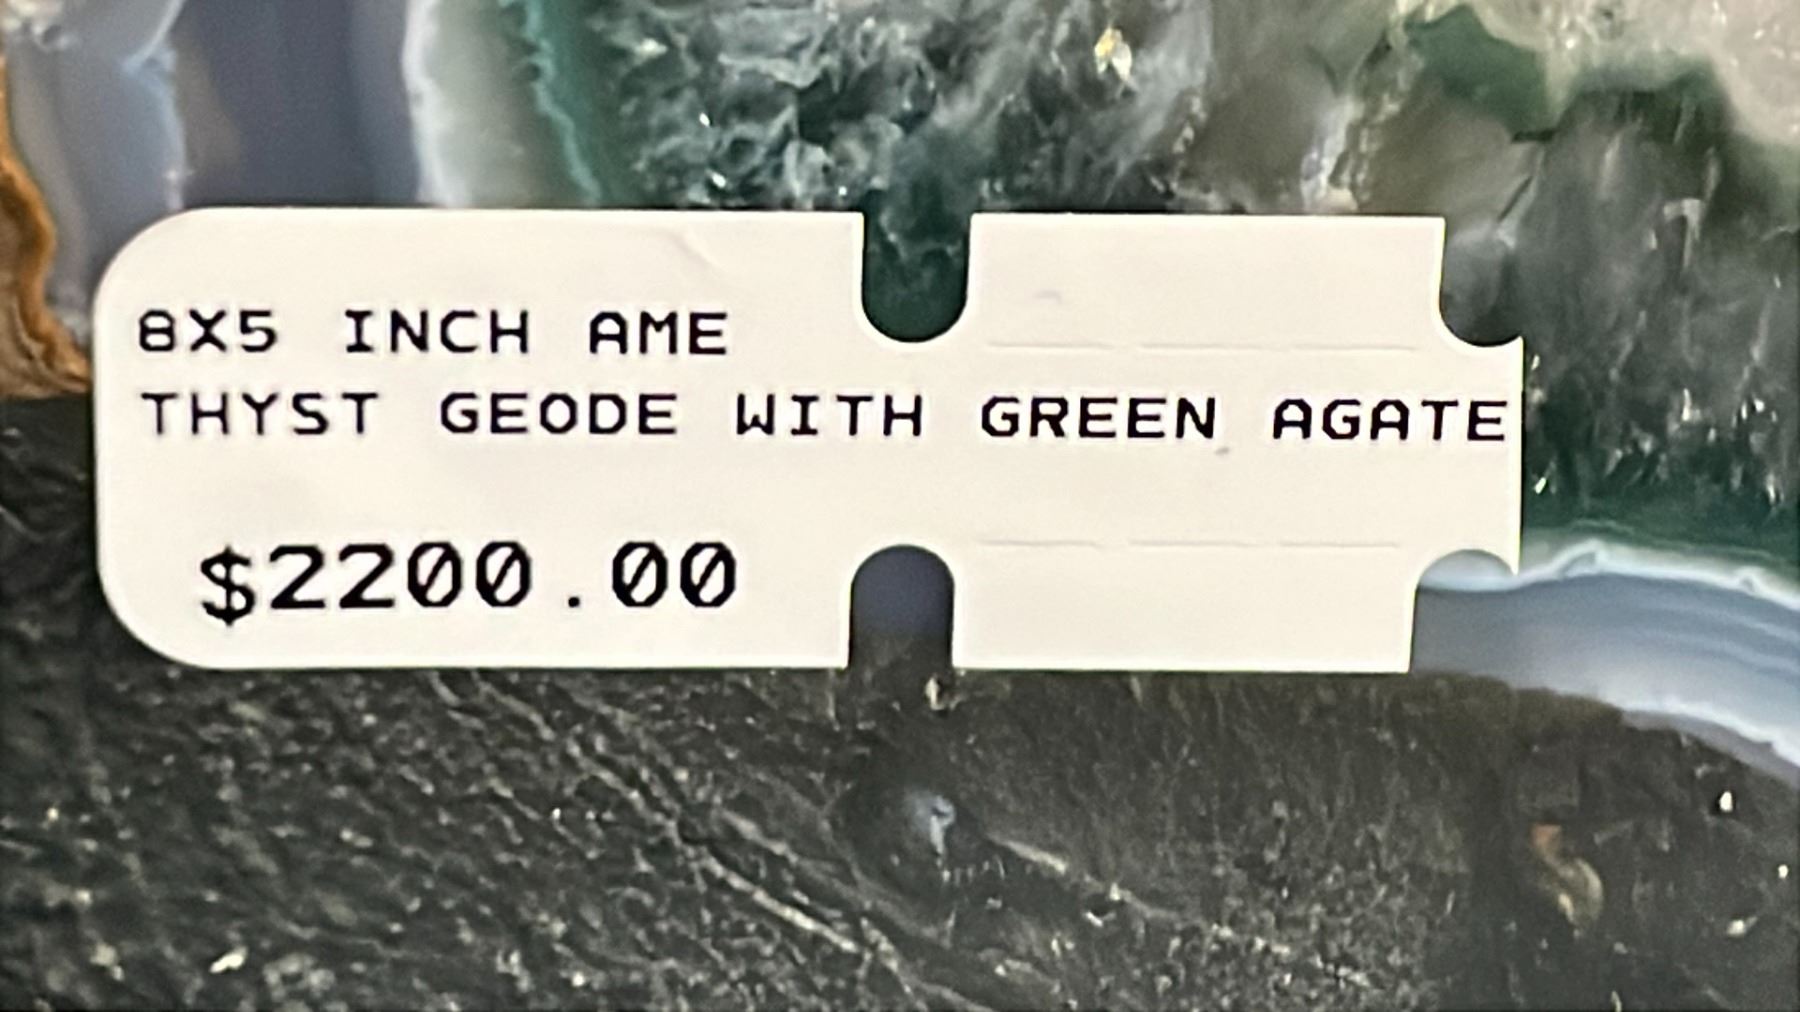 8X5 INCH AME
THYST GEODE WITH GREEN AGATE
$2200.00